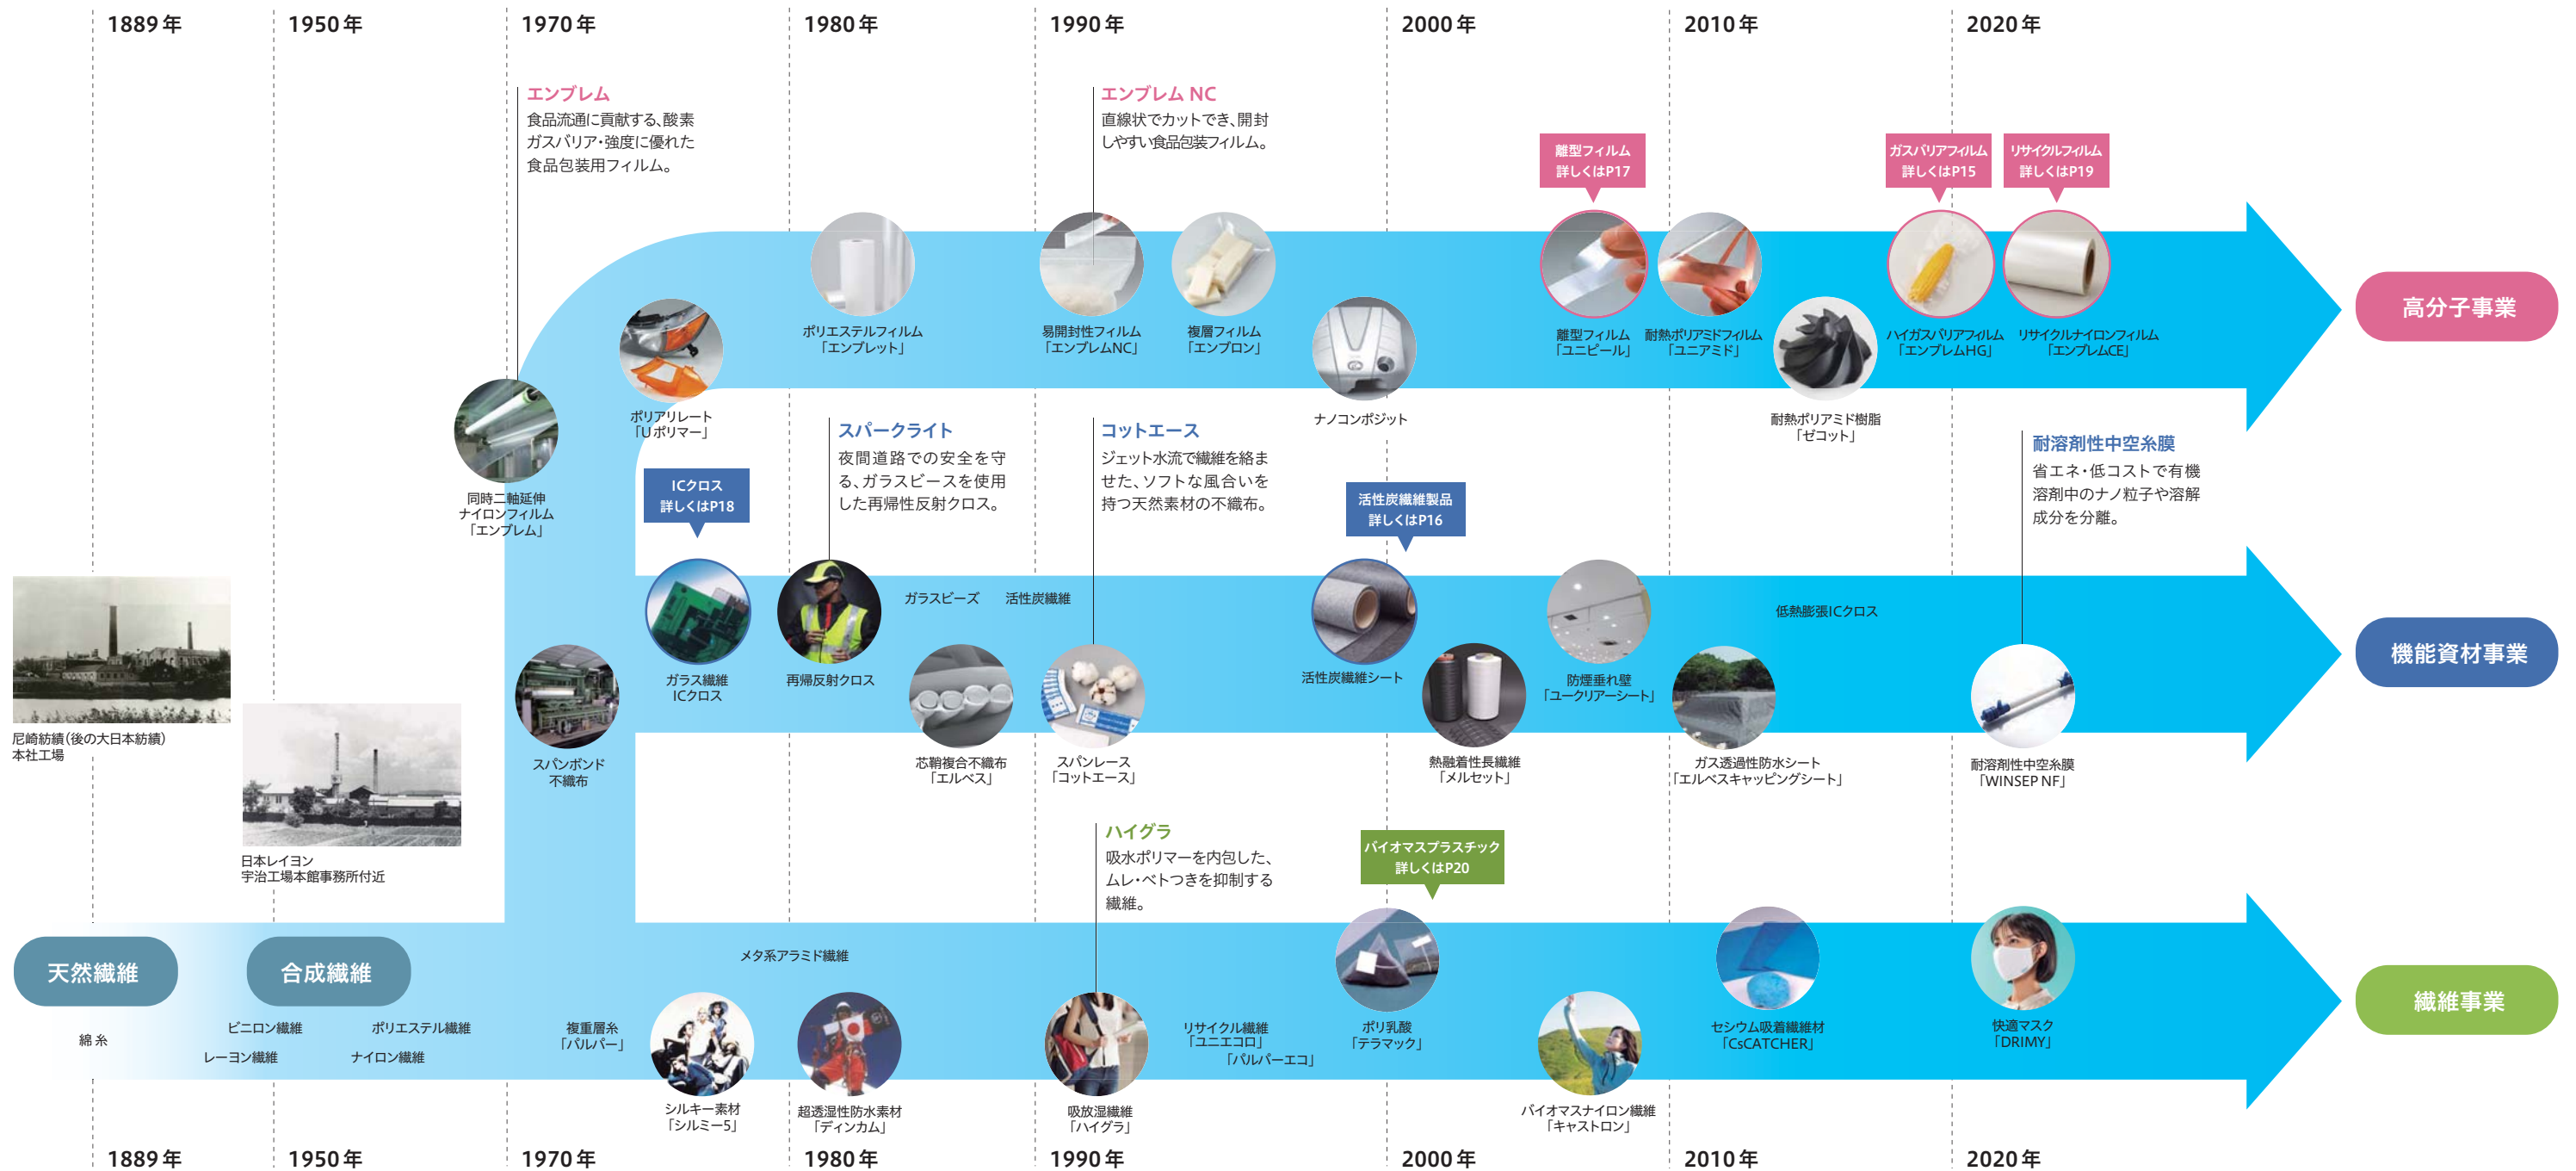 1889年
1950年
1970年
1980年
1990年
2000年
2010年
2020年
エンブレム
食品流通に貢献する、酸素
ガスバリア・強度に優れた
食品包装用フィルム。
エンブレム NC
直線状でカットでき、開封
しやすい食品包装フィルム。
離型フィルム
詳しくはP17
ガスバリアフィルム
詳しくはP15
リサイクルフィルム
詳しくはP19
同時二軸延伸
ナイロンフィルム
「エンブレム」
ポリアリレート
「Uポリマー」
ポリエステルフィルム
「エンブレット」
易開封性フィルム
「エンブレムNC」
複層フィルム
「エンブロン」
ナノコンポジット
離型フィルム
「ユニピール」
耐熱ポリアミドフィルム
「ユニアミド」
耐熱ポリアミド樹脂
「ゼコット」
ハイガスバリアフィルム
「エンブレムHG」
リサイクルナイロンフィルム
「エンブレムCE」
高分子事業
ICクロス
詳しくはP18
スパークライト
夜間道路での安全を守
る、ガラスビースを使用
した再帰性反射クロス。
コットエース
ジェット水流で繊維を絡ま
せた、ソフトな風合いを
持つ天然素材の不織布。
活性炭繊維製品
詳しくはP16
耐溶剤性中空糸膜
省エネ・低コストで有機
溶剤中のナノ粒子や溶解
成分を分離。
尼崎紡績(後の大日本紡績)
本社工場
日本レイヨン
宇治工場本館事務所付近
スパンボンド
不織布
ガラス繊維
ICクロス
再帰反射クロス
ガラスビーズ
活性炭繊維
芯鞘複合不織布
「エルベス」
スパンレース
「コットエース」
活性炭繊維シート
熱融着性長繊維
「メルセット」
防煙垂れ壁
「ユークリアーシート」
ガス透過性防水シート
「エルベスキャッピングシート」
低熱膨張ICクロス
耐溶剤性中空糸膜
「WINSEP NF」
機能資材事業
ハイグラ
吸水ポリマーを内包した、
ムレ・ベトつきを抑制する
繊維。
バイオマスプラスチック
詳しくはP20
天然繊維
合成繊維
綿糸
ビニロン繊維
レーヨン繊維
ポリエステル繊維
ナイロン繊維
複重層糸
「パルパー」
シルキー素材
「シルミー5」
メタ系アラミド繊維
超透湿性防水素材
「ディンカム」
吸放湿繊維
「ハイグラ」
リサイクル繊維
「ユニエコロ」
「パルパーエコ」
ポリ乳酸
「テラマック」
バイオマスナイロン繊維
「キャストロン」
セシウム吸着繊維材
「CsCATCHER」
快適マスク
「DRIMY」
繊維事業
1889年
1950年
1970年
1980年
1990年
2000年
2010年
2020年